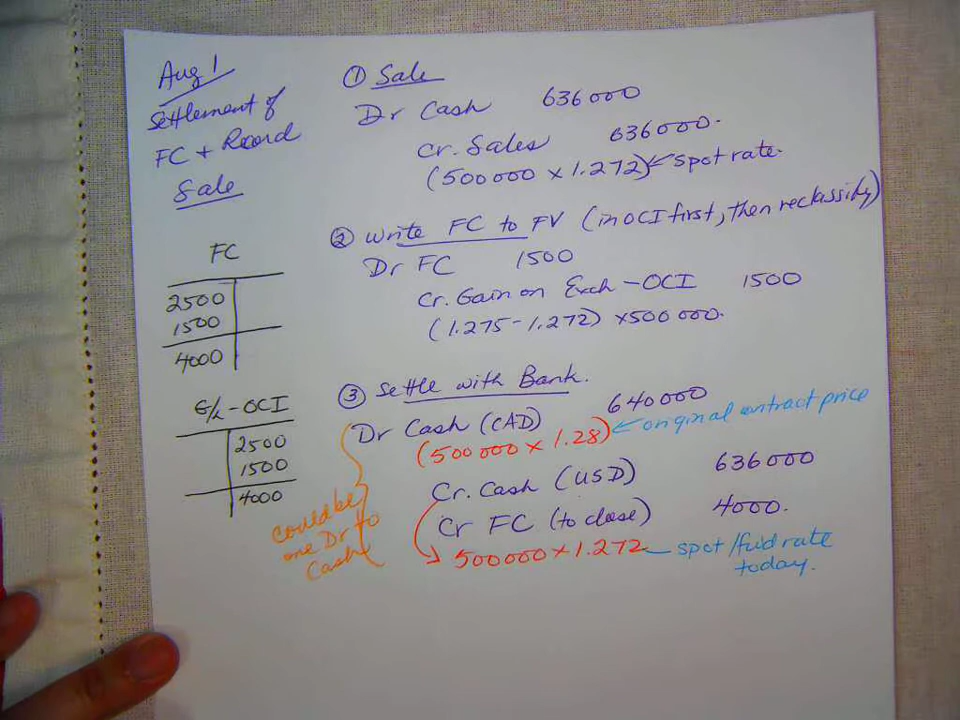 Aug 1
Settlement of
FC + Record
Sale
① Sale
Dr Cash 636000
Cr. Sales 636000.
(500000 x 1.272) ← spot rate.
② Write FC to FV (in OCI first, then reclassify)
Dr FC 1500
Cr. Gain on Exch - OCI 1500
(1.275 - 1.272) x 500 000.
FC
2500
1500
4000
③ Settle with Bank.
Dr Cash (CAD) 640000
(500 000 x 1.28) ← original contract price
Cr. Cash (USD) 636000
Cr FC (to close) 4000.
500000 x 1.272 spot/fwd rate
today.
G/L - OCI
2500
1500
4000
could be
one Dr to
Cash